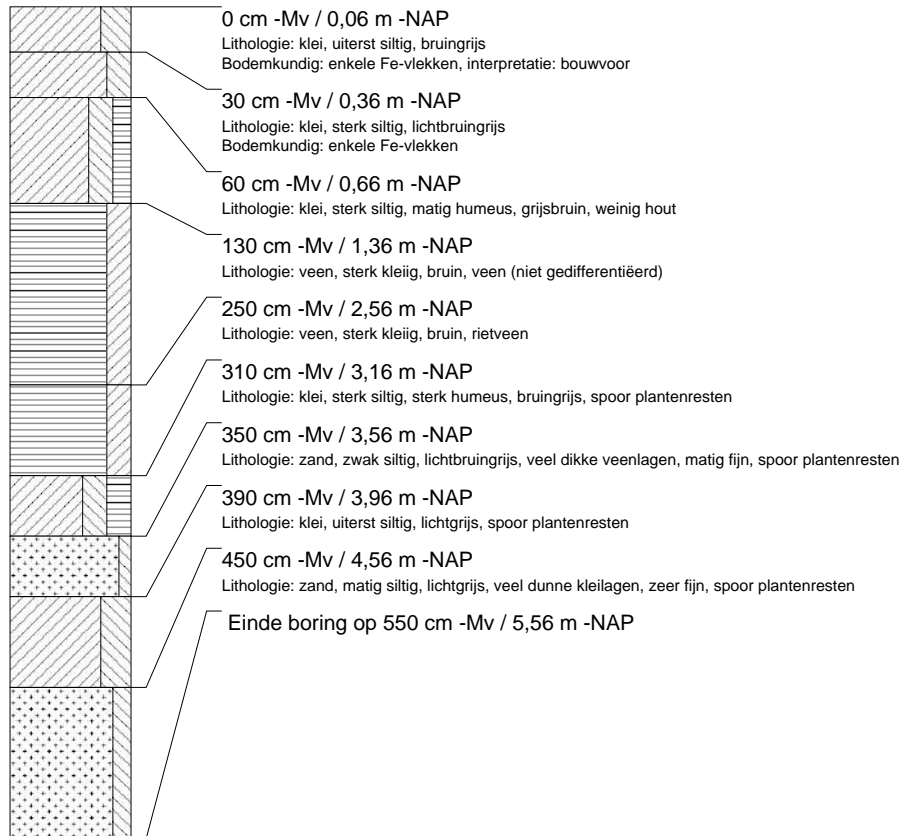 0 cm -Mv / 0,06 m -NAP
Lithologie: klei, uiterst siltig, bruingrijs
Bodemkundig: enkele Fe-vlekken, interpretatie: bouwvoor
30 cm -Mv / 0,36 m -NAP
Lithologie: klei, sterk siltig, lichtbruingrijs
Bodemkundig: enkele Fe-vlekken
60 cm -Mv / 0,66 m -NAP
Lithologie: klei, sterk siltig, matig humeus, grijsbruin, weinig hout
130 cm -Mv / 1,36 m -NAP
Lithologie: veen, sterk kleiig, bruin, veen (niet gedifferentiëerd)
250 cm -Mv / 2,56 m -NAP
Lithologie: veen, sterk kleiig, bruin, rietveen
310 cm -Mv / 3,16 m -NAP
Lithologie: klei, sterk siltig, sterk humeus, bruingrijs, spoor plantenresten
350 cm -Mv / 3,56 m -NAP
Lithologie: zand, zwak siltig, lichtbruingrijs, veel dikke veenlagen, matig fijn, spoor plantenresten
390 cm -Mv / 3,96 m -NAP
Lithologie: klei, uiterst siltig, lichtgrijs, spoor plantenresten
450 cm -Mv / 4,56 m -NAP
Lithologie: zand, matig siltig, lichtgrijs, veel dunne kleilagen, zeer fijn, spoor plantenresten
Einde boring op 550 cm -Mv / 5,56 m -NAP